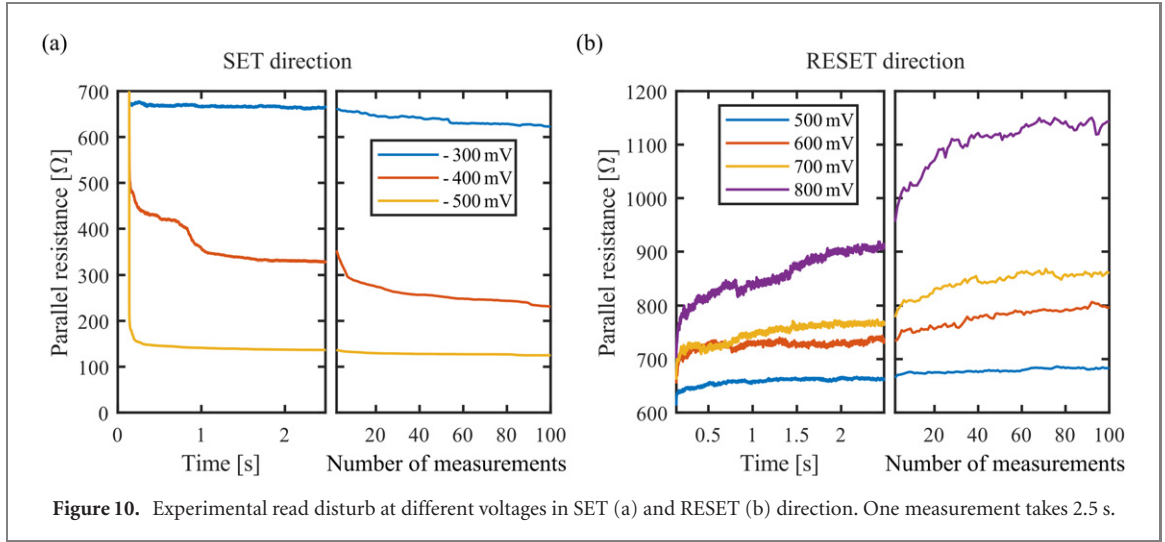 (a)
SET direction
Parallel resistance [Ω]
700
600
500
400
300
200
100
0
0 1 2
Time [s]
- 300 mV
- 400 mV
- 500 mV
20 40 60 80 100
Number of measurements
(b)
RESET direction
Parallel resistance [Ω]
1200
1100
1000
900
800
700
600
0.5 1 1.5 2
Time [s]
500 mV
600 mV
700 mV
800 mV
20 40 60 80 100
Number of measurements
Figure 10. Experimental read disturb at different voltages in SET (a) and RESET (b) direction. One measurement takes 2.5 s.